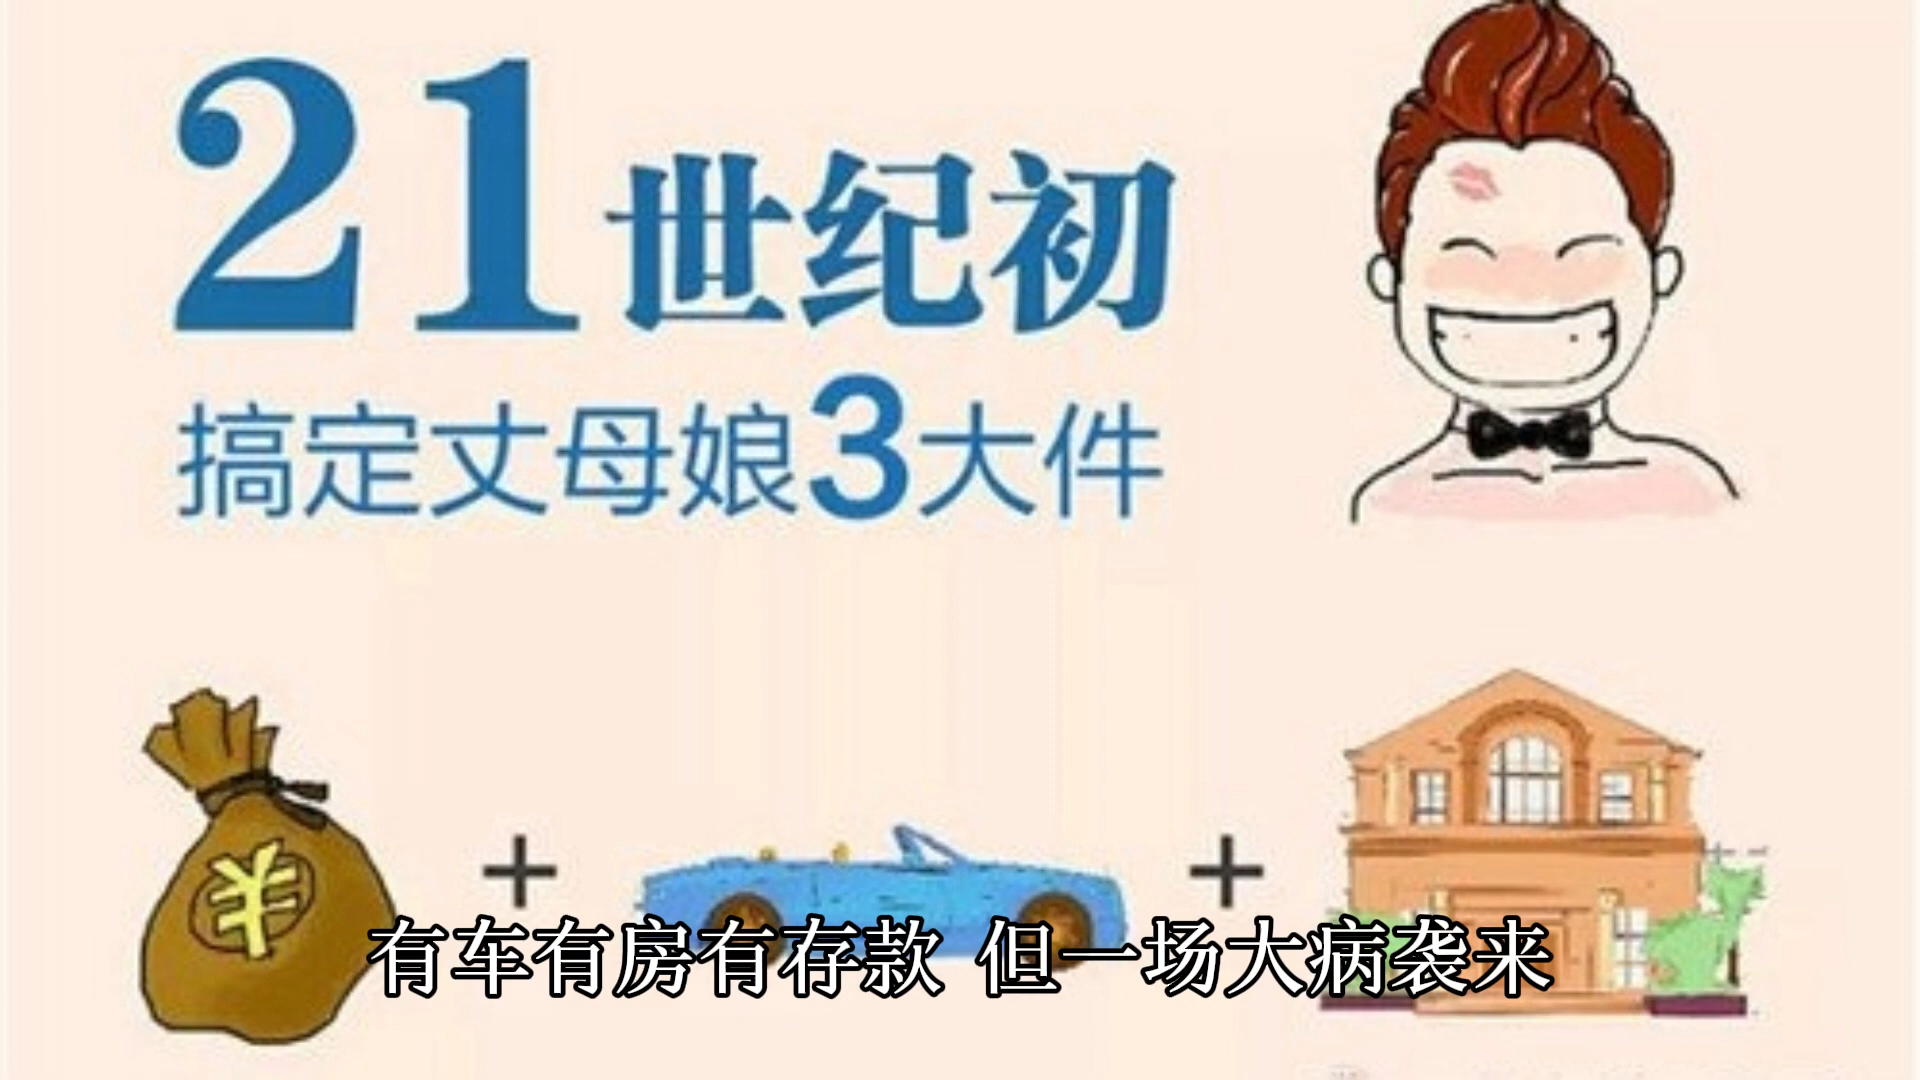 21世纪初
搞定丈母娘3大件
¥
+ +
有车有房有存款 但一场大病袭来